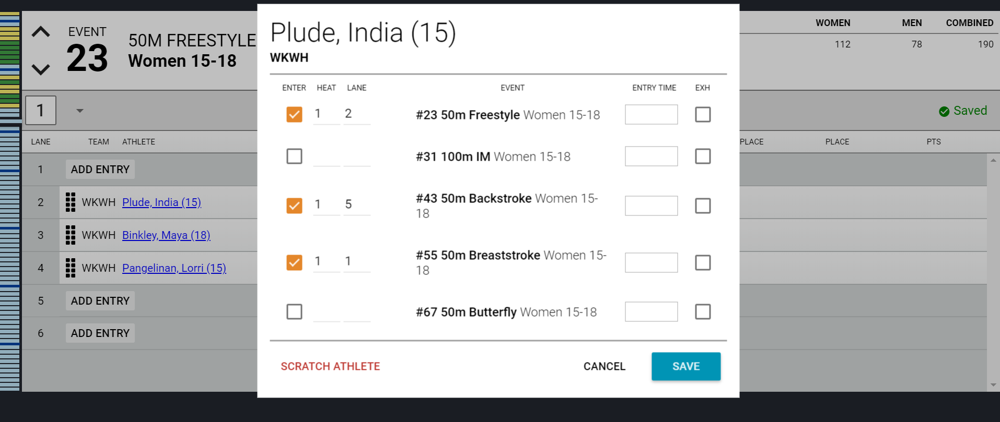 EVENT
23
50M FREESTYLE
Women 15-18
WOMEN MEN COMBINED
112 78 190
1
Saved
LANE TEAM ATHLETE
PLACE PLACE PTS
1 ADD ENTRY
2 WKWH Plude, India (15)
3 WKWH Binkley, Maya (18)
4 WKWH Pangelinan, Lorri (15)
5 ADD ENTRY
6 ADD ENTRY
Plude, India (15)
WKWH
ENTER HEAT LANE EVENT ENTRY TIME EXH
1 2 #23 50m Freestyle Women 15-18
#31 100m IM Women 15-18
1 5 #43 50m Backstroke Women 15-
18
1 1 #55 50m Breaststroke Women 15-
18
#67 50m Butterfly Women 15-18
SCRATCH ATHLETE CANCEL SAVE